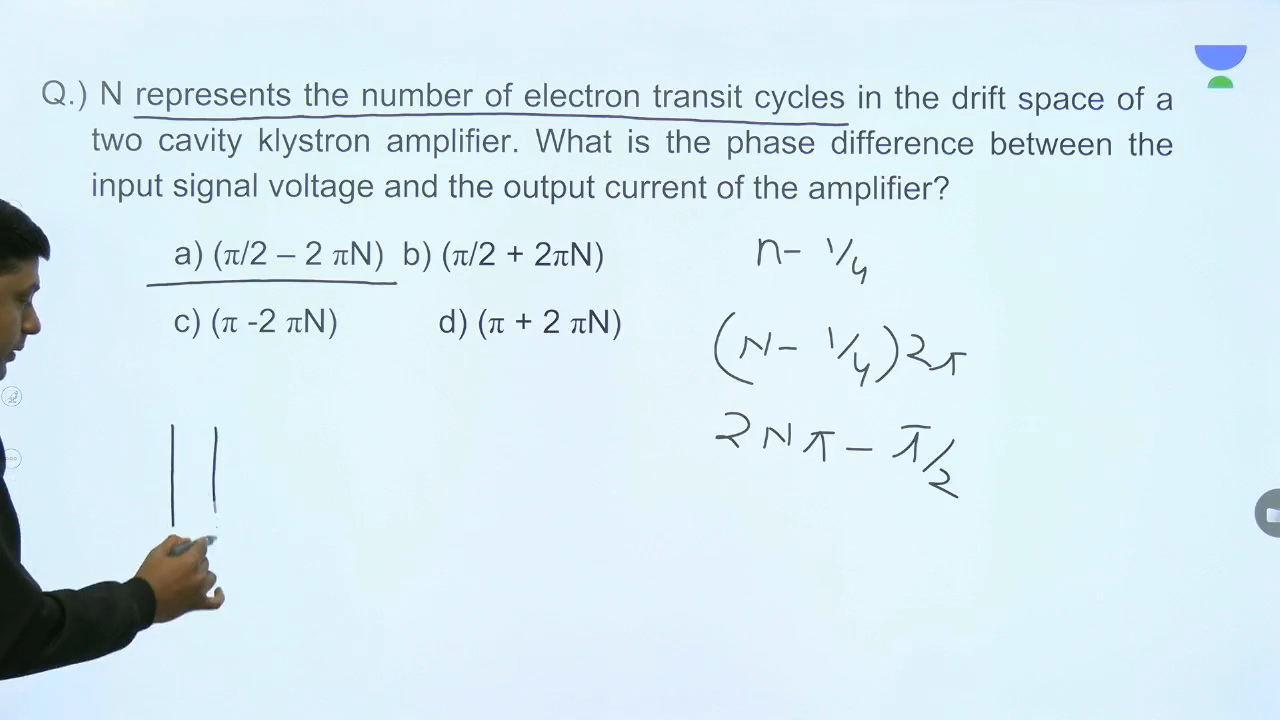 Q.) N represents the number of electron transit cycles in the drift space of a
two cavity klystron amplifier. What is the phase difference between the
input signal voltage and the output current of the amplifier?
a) (π/2 – 2 πN) b) (π/2 + 2πN)
c) (π -2 πN) d) (π + 2 πN)
n- 1/4
(N- 1/4)2π
2Nπ - π/2